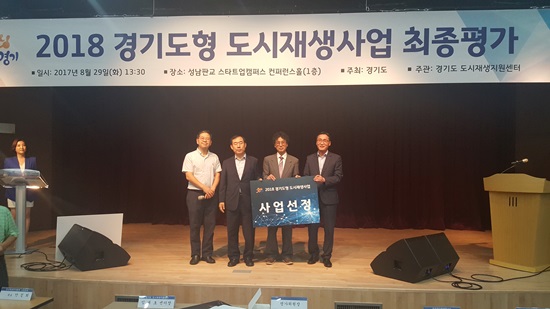 경기
2018 경기도형 도시재생사업 최종평가
■ 일시: 2017년 8월 29일(화) 13:30 ■ 장소: 성남판교 스타트업캠퍼스 컨퍼런스홀(1층) ■ 주최: 경기도 ■ 주관: 경기도 도시재생지원센터
2018 경기도형 도시재생사업
사업선정